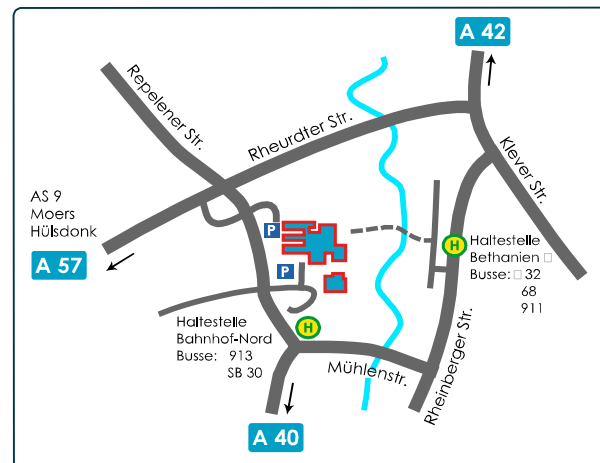 A 42
Repelener Str.
Rheurdter Str.
Klever Str.
AS 9
Moers
Hülsdonk
A 57
P
P
H
Haltestelle
Bethanien □
Busse: □ 32
68
911
H
Haltestelle
Bahnhof-Nord
Busse: 913
SB 30
Mühlenstr.
Rheinberger Str.
A 40